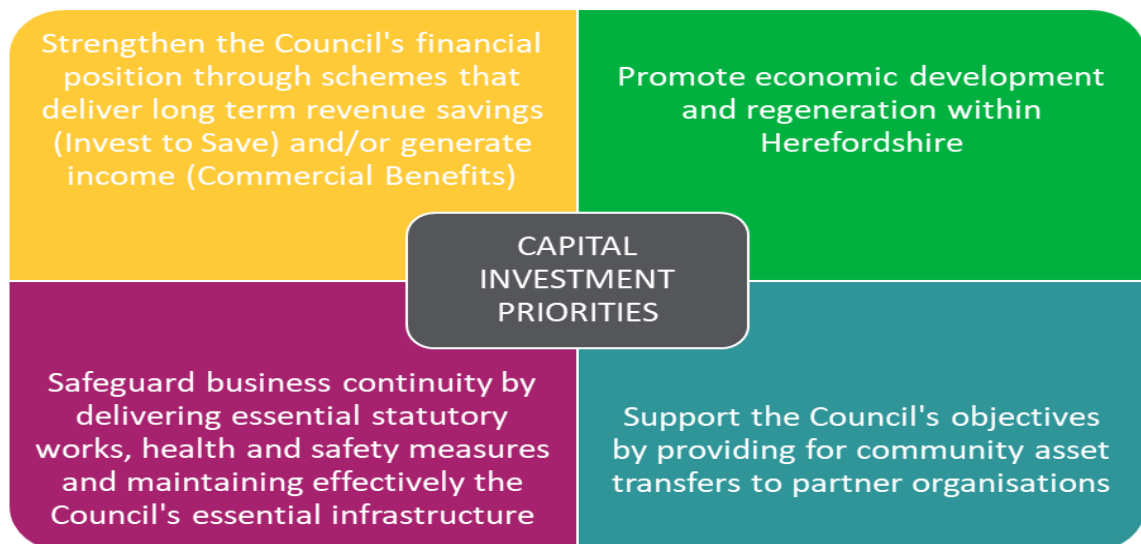 Strengthen the Council's financial
position through schemes that
deliver long term revenue savings
(Invest to Save) and/or generate
income (Commercial Benefits)
Promote economic development
and regeneration within
Herefordshire
CAPITAL
INVESTMENT
PRIORITIES
Safeguard business continuity by
delivering essential statutory
works, health and safety measures
and maintaining effectively the
Council's essential infrastructure
Support the Council's objectives
by providing for community asset
transfers to partner organisations